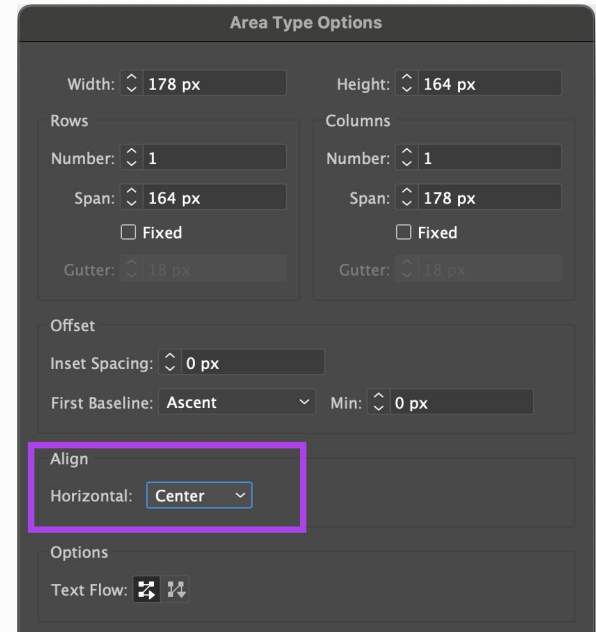 Area Type Options
Width: 178 px Height: 164 px
Rows Columns
Number: 1 Number: 1
Span: 164 px Span: 178 px
Fixed Fixed
Gutter: 18 px Gutter: 18 px
Offset
Inset Spacing: 0 px
First Baseline: Ascent Min: 0 px
Align
Horizontal: Center
Options
Text Flow: